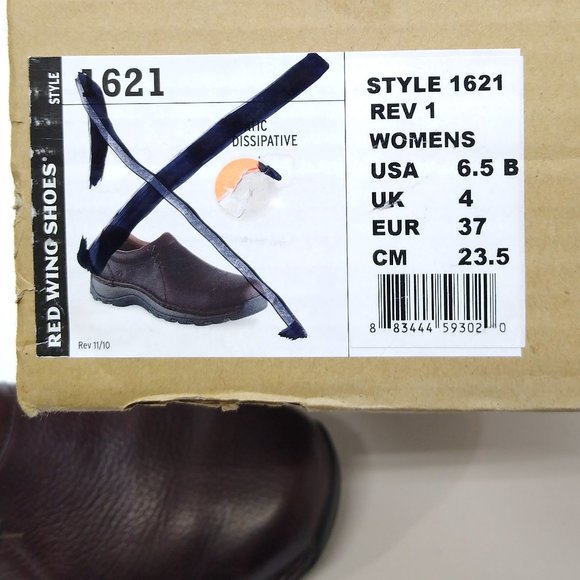 STYLE
1621
RED WING SHOES®
DISSIPATIVE
Rev 11/10
STYLE 1621
REV 1
WOMENS
USA 6.5 B
UK 4
EUR 37
CM 23.5
8 83444 59302 0